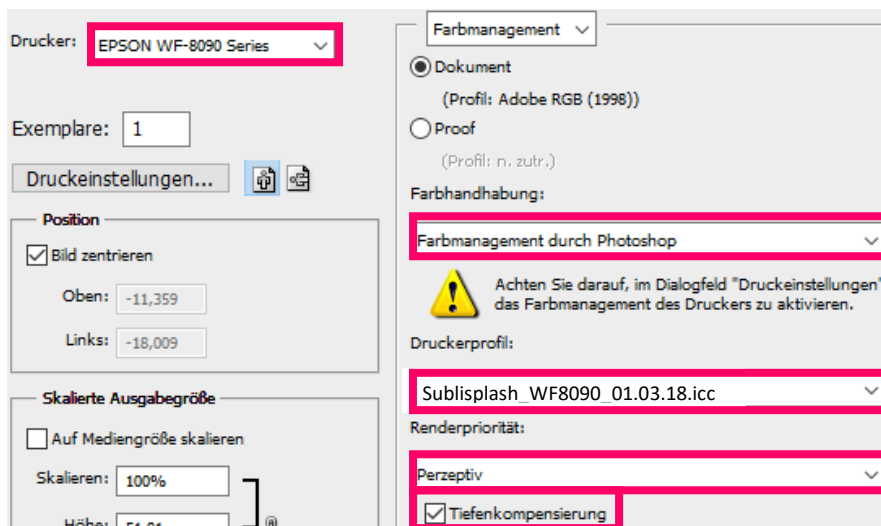 Drucker: EPSON WF-8090 Series
Exemplare: 1
Druckeinstellungen...
Position
Bild zentrieren
Oben: -11,359
Links: -18,009
Skalierte Ausgabegröße
Auf Mediengröße skalieren
Skalieren: 100%
Höhe:
Farbmanagement
Dokument
(Profil: Adobe RGB (1998))
Proof
(Profil: n. zutr.)
Farbhandhabung:
Farbmanagement durch Photoshop
Achten Sie darauf, im Dialogfeld "Druckeinstellungen"
das Farbmanagement des Druckers zu aktivieren.
Druckerprofil:
Sublisplash_WF8090_01.03.18.icc
Renderpriorität:
Perzeptiv
Tiefenkompensierung